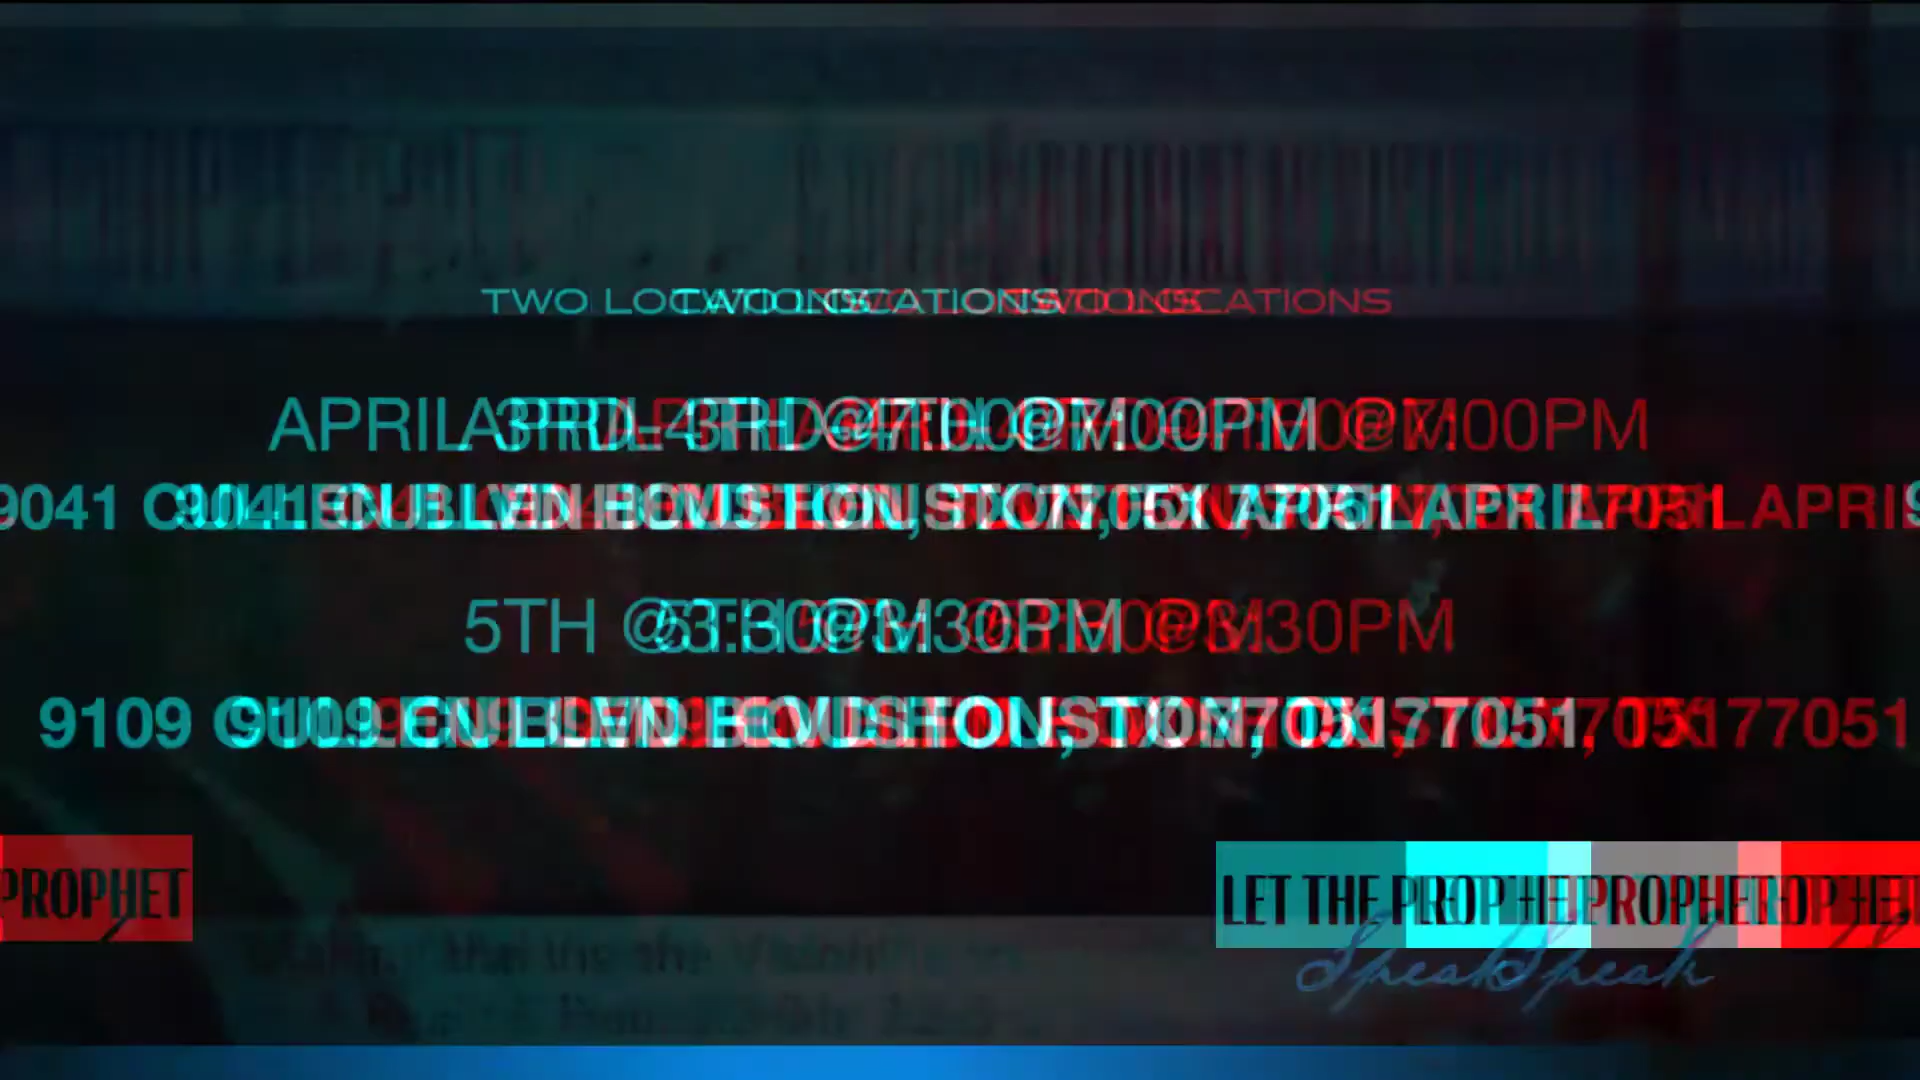 TWO LOCATIONS
APRIL 3RD-4TH @7:00PM
9041 CULLEN BLVD HOUSTON, TX 77051 APRIL
5TH @3:30PM
9109 CULLEN BLVD HOUSTON, TX 77051
LET THE PROPHET
Speak